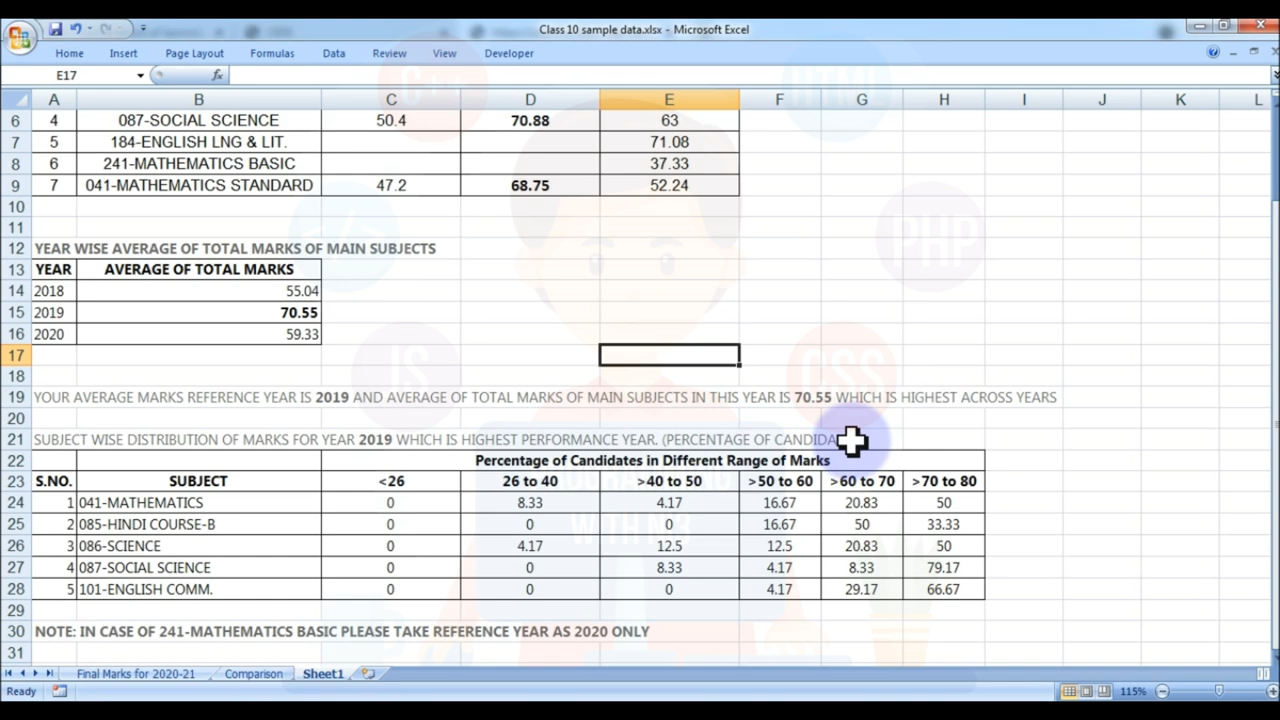 Class 10 sample data.xlsx - Microsoft Excel
Home Insert Page Layout Formulas Data Review View Developer
E17 fx
A B C D E F G H I J K L
6 4 087-SOCIAL SCIENCE 50.4 70.88 63
7 5 184-ENGLISH LNG & LIT. 71.08
8 6 241-MATHEMATICS BASIC 37.33
9 7 041-MATHEMATICS STANDARD 47.2 68.75 52.24
10
11
12 YEAR WISE AVERAGE OF TOTAL MARKS OF MAIN SUBJECTS
13 YEAR AVERAGE OF TOTAL MARKS
14 2018 55.04
15 2019 70.55
16 2020 59.33
17
18
19 YOUR AVERAGE MARKS REFERENCE YEAR IS 2019 AND AVERAGE OF TOTAL MARKS OF MAIN SUBJECTS IN THIS YEAR IS 70.55 WHICH IS HIGHEST ACROSS YEARS
20
21 SUBJECT WISE DISTRIBUTION OF MARKS FOR YEAR 2019 WHICH IS HIGHEST PERFORMANCE YEAR. (PERCENTAGE OF CANDIDA
22 Percentage of Candidates in Different Range of Marks
23 S.NO. SUBJECT <26 26 to 40 >40 to 50 >50 to 60 >60 to 70 >70 to 80
24 1 041-MATHEMATICS 0 8.33 4.17 16.67 20.83 50
25 2 085-HINDI COURSE-B 0 0 0 16.67 50 33.33
26 3 086-SCIENCE 0 4.17 12.5 12.5 20.83 50
27 4 087-SOCIAL SCIENCE 0 0 8.33 4.17 8.33 79.17
28 5 101-ENGLISH COMM. 0 0 0 4.17 29.17 66.67
29
30 NOTE: IN CASE OF 241-MATHEMATICS BASIC PLEASE TAKE REFERENCE YEAR AS 2020 ONLY
31
Final Marks for 2020-21 Comparison Sheet1
Ready 115%
C++
HTML
</>
PHP
JS
CSS